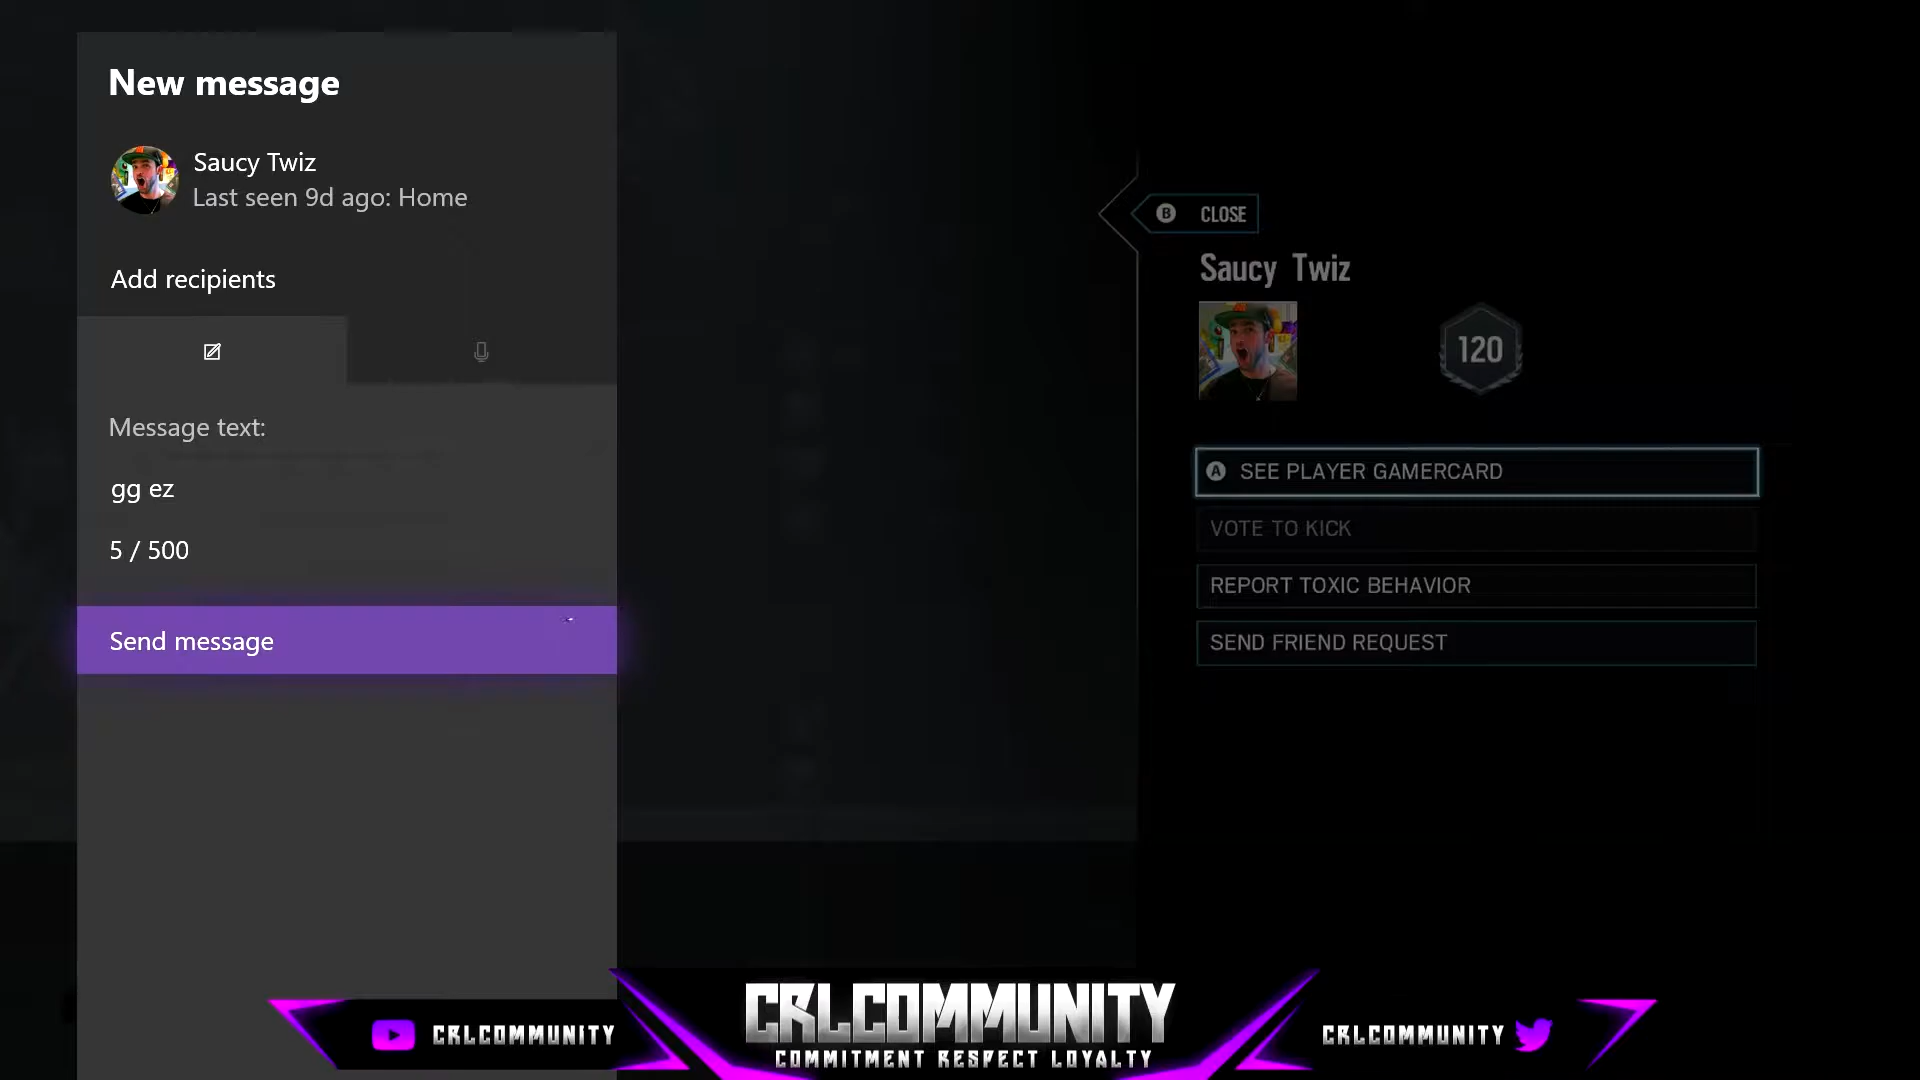 New message
Saucy Twiz
Last seen 9d ago: Home
Add recipients
Message text:
gg ez
5 / 500
Send message
B CLOSE
Saucy Twiz
120
A SEE PLAYER GAMERCARD
VOTE TO KICK
REPORT TOXIC BEHAVIOR
SEND FRIEND REQUEST
CRLCOMMUNITY
CRLCOMMUNITY
COMMITMENT RESPECT LOYALTY
CRLCOMMUNITY